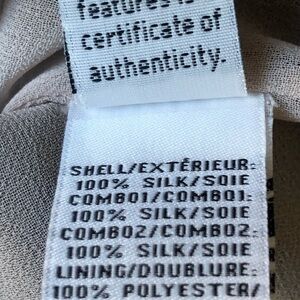 features is
certificate of
authenticity.
SHELL/EXTÉRIEUR:
100% SILK/SOIE
COMBO1/COMBO1:
100% SILK/SOIE
COMBO2/COMBO2:
100% SILK/SOIE
LINING/DOUBLURE:
100% POLYESTER/